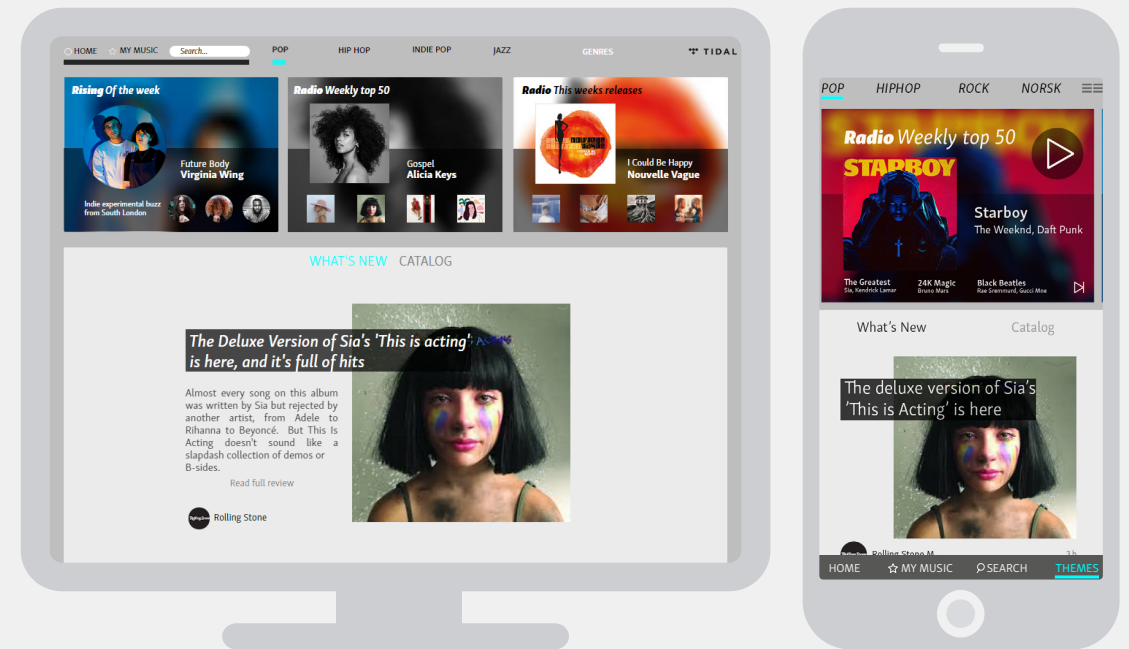 HOME
MY MUSIC
Search...
POP
HIP HOP
INDIE POP
JAZZ
GENRES
TIDAL
Rising Of the week
Future Body
Virginia Wing
Indie experimental buzz
from South London
Radio Weekly top 50
Gospel
Alicia Keys
Radio This weeks releases
I Could Be Happy
Nouvelle Vague
WHAT'S NEW
CATALOG
The Deluxe Version of Sia's 'This is acting'
is here, and it's full of hits
Almost every song on this album
was written by Sia but rejected by
another artist, from Adele to
Rihanna to Beyoncé. But This Is
Acting doesn't sound like a
slapdash collection of demos or
B-sides.
Read full review
Rolling Stone
POP
HIPHOP
ROCK
NORSK
Radio Weekly top 50
STARBOY
Starboy
The Weeknd, Daft Punk
The Greatest
Sia, Kendrick Lamar
24K Magic
Bruno Mars
Black Beatles
Rae Sremmurd, Gucci Mne
What's New
Catalog
The deluxe version of Sia's
'This is Acting' is here
Rolling Stone M
3 h
HOME
MY MUSIC
SEARCH
THEMES